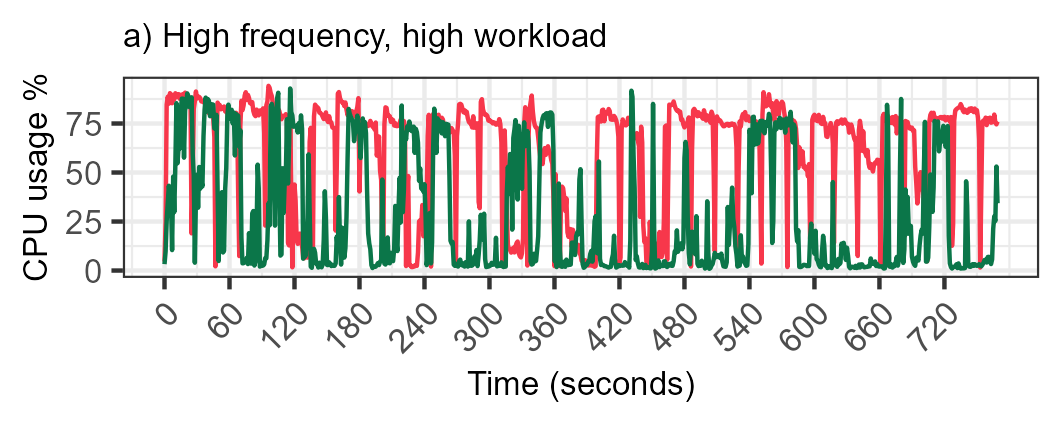 a) High frequency, high workload
CPU usage %
75
50
25
0
0 60 120 180 240 300 360 420 480 540 600 660 720
Time (seconds)